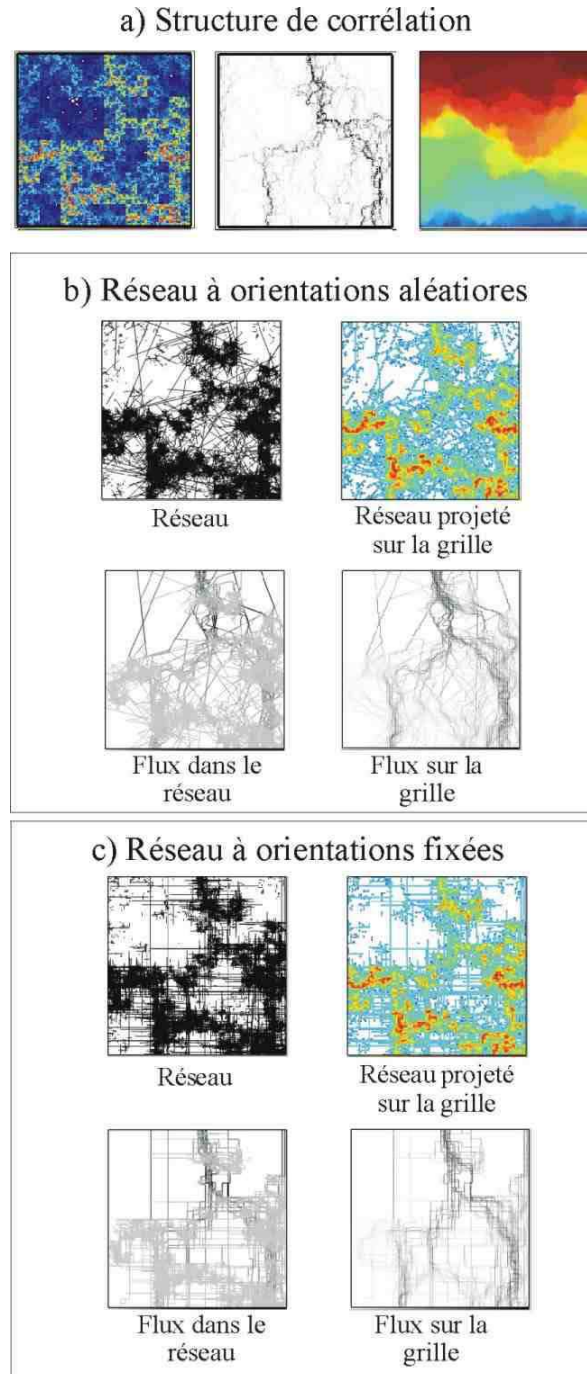 a) Structure de corrélation
b) Réseau à orientations aléatiores
Réseau
Réseau projeté
sur la grille
Flux dans le
réseau
Flux sur la
grille
c) Réseau à orientations fixées
Réseau
Réseau projeté
sur la grille
Flux dans le
réseau
Flux sur la
grille